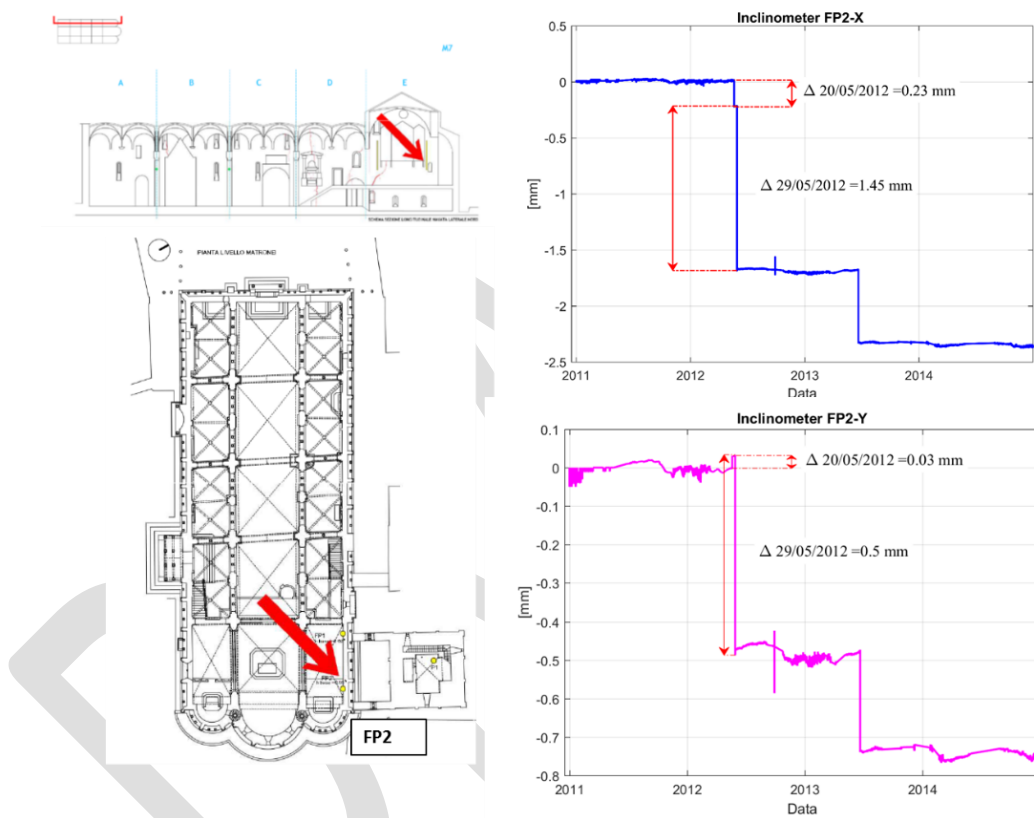 M7
A B C D E
PIANTA LIVELLO MATRONEI
FP1
FP2
Inclinometer FP2-X
Δ 20/05/2012 =0.23 mm
Δ 29/05/2012 =1.45 mm
[mm]
0
-0.5
-1
-1.5
-2
-2.5
2011 2012 2013 2014
Data
Inclinometer FP2-Y
Δ 20/05/2012 =0.03 mm
Δ 29/05/2012 =0.5 mm
[mm]
0.1
0
-0.1
-0.2
-0.3
-0.4
-0.5
-0.6
-0.7
-0.8
2011 2012 2013 2014
Data